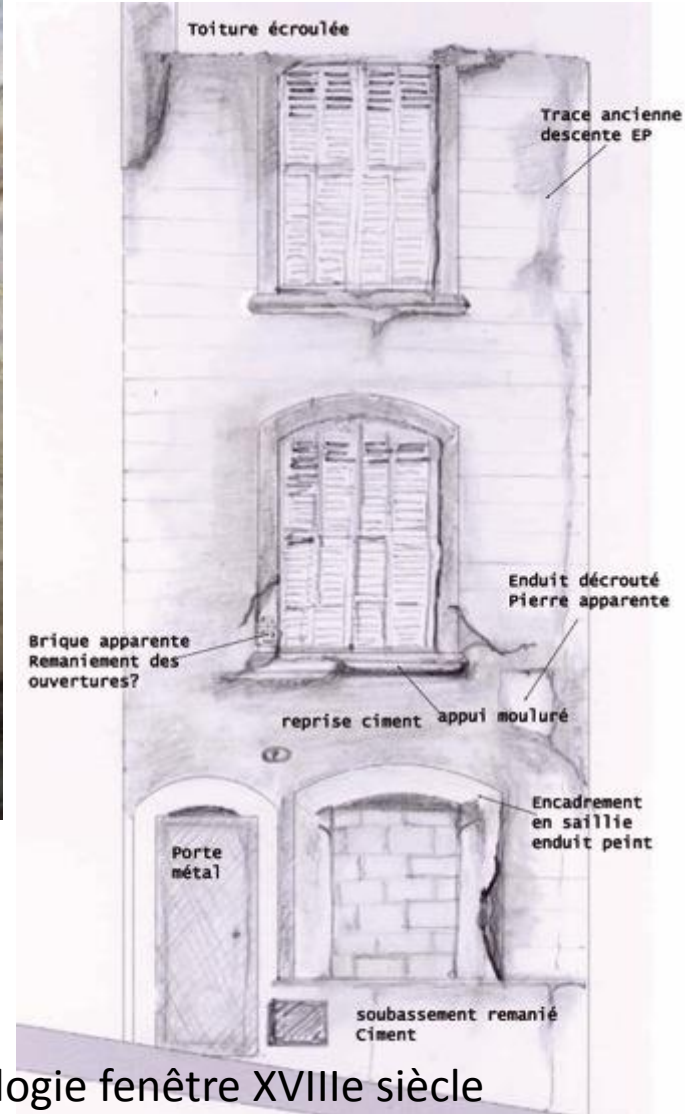 Toiture écroulée
Trace ancienne
descente EP
Enduit décrouté
Pierre apparente
Brique apparente
Remaniement des
ouvertures?
reprise ciment
appui mouluré
Encadrement
en saillie
enduit peint
Porte
métal
soubassement remanié
Ciment
logie fenêtre XVIIIe siècle